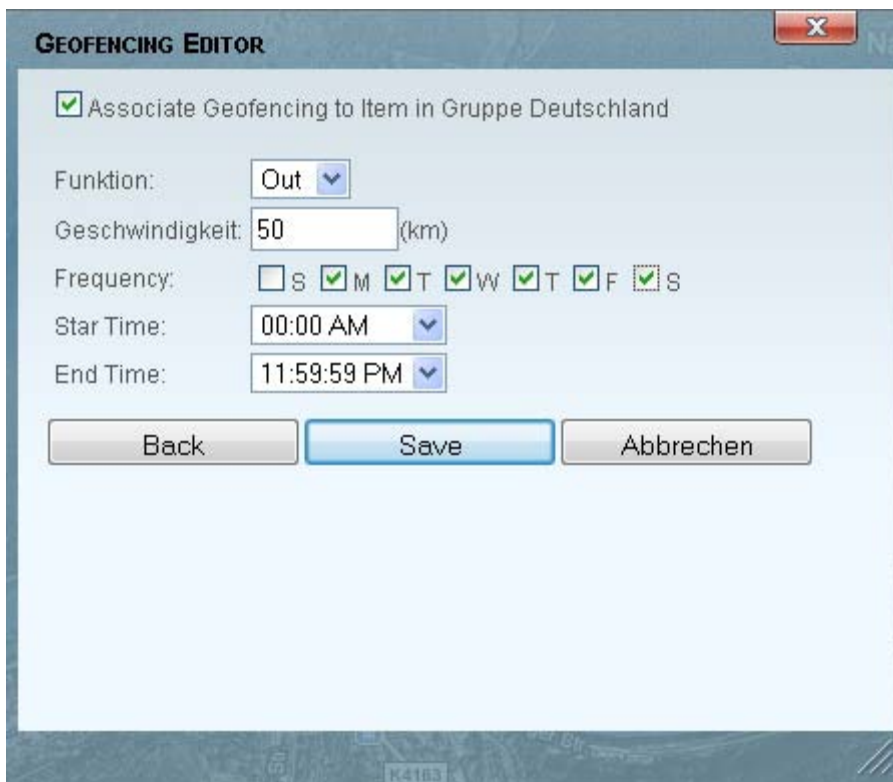 GEOFENCING EDITOR
Associate Geofencing to Item in Gruppe Deutschland
Funktion: Out
Geschwindigkeit: 50 (km)
Frequency: S M T W T F S
Star Time: 00:00 AM
End Time: 11:59:59 PM
Back Save Abbrechen
K4163